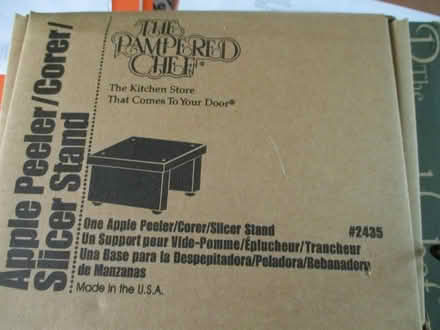 THE
PAMPERED
CHEF®
The Kitchen Store
That Comes To Your Door®
Apple Peeler/Corer/
Slicer Stand
One Apple Peeler/Corer/Slicer Stand #2435
Un Support pour Vide-Pomme/Éplucheur/Trancheur
Una Base para la Despepitadora/Peladora/Rebanadora
de Manzanas
Made in the U.S.A.
The